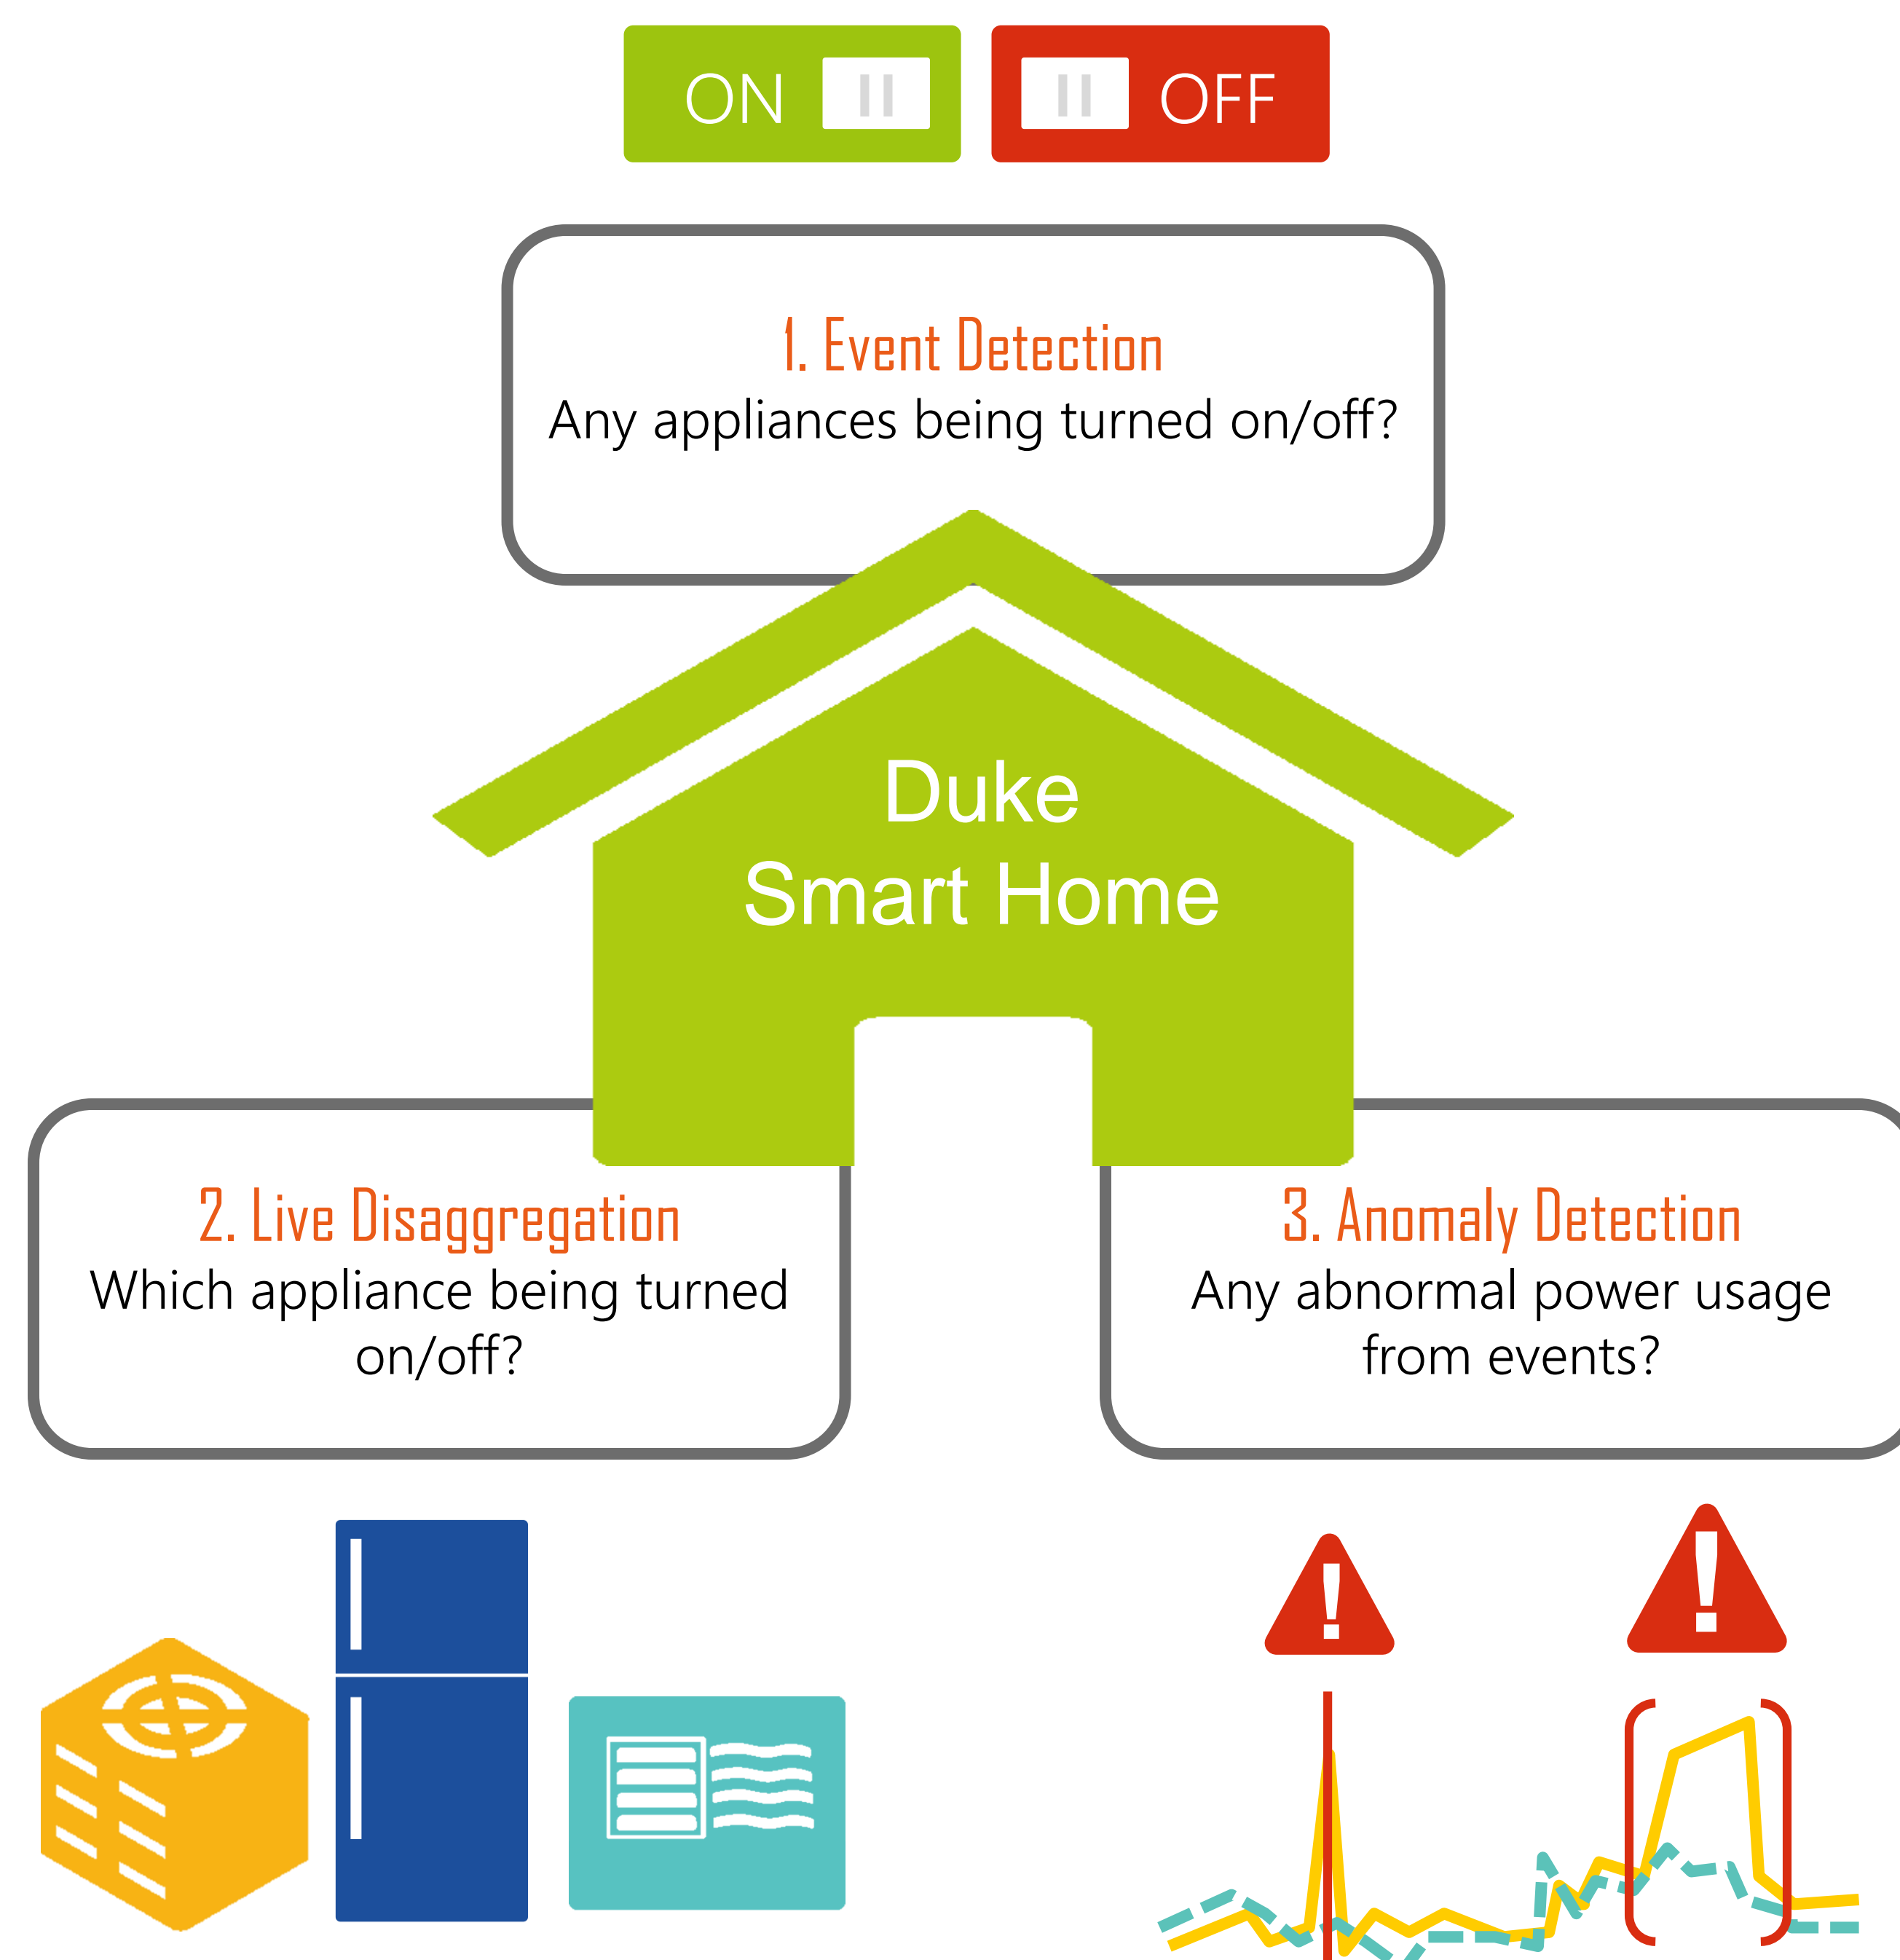 ON
OFF
1. Event Detection
Any appliances being turned on/off?
Duke
Smart Home
2. Live Disaggregation
Which appliance being turned
on/off?
3. Anomaly Detection
Any abnormal power usage
from events?
!
!